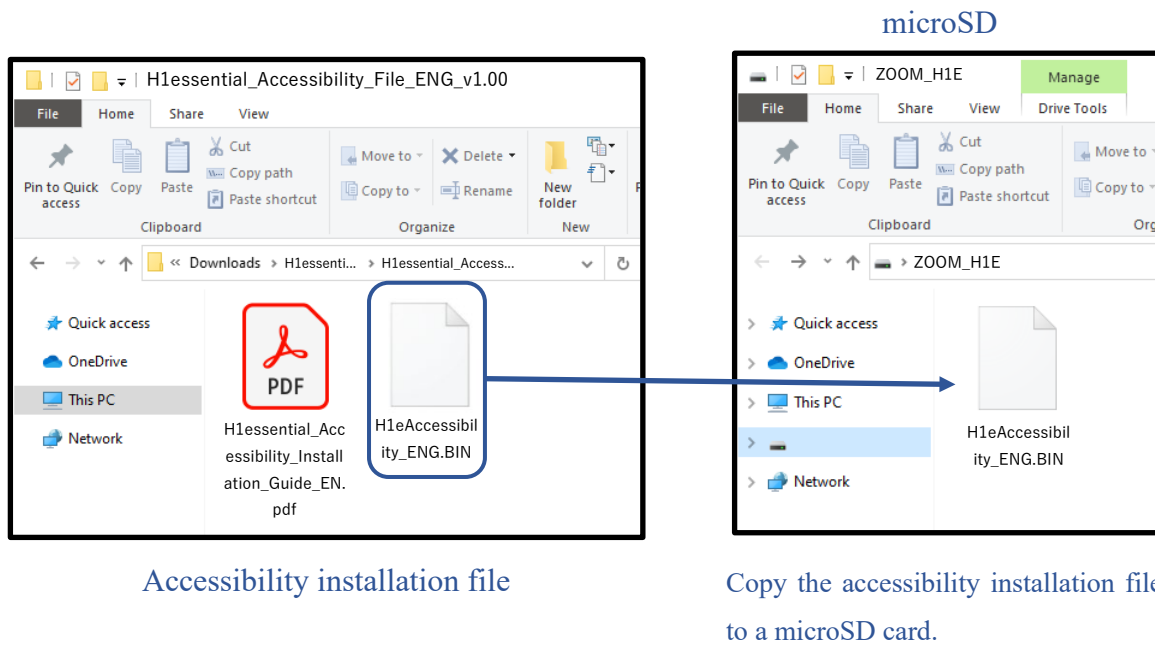 microSD
H1essential_Accessibility_File_ENG_v1.00
File Home Share View
Pin to Quick access
Copy
Paste
Cut
Copy path
Paste shortcut
Clipboard
Move to
Copy to
Delete
Rename
Organize
New folder
New
« Downloads > H1essenti... > H1essential_Access...
Quick access
OneDrive
This PC
Network
PDF
H1essential_Acc
essibility_Install
ation_Guide_EN.
pdf
H1eAccessibil
ity_ENG.BIN
Accessibility installation file
ZOOM_H1E
Manage
File Home Share View Drive Tools
Pin to Quick access
Copy
Paste
Cut
Copy path
Paste shortcut
Clipboard
Move to
Copy to
Org
> ZOOM_H1E
Quick access
OneDrive
This PC
Network
H1eAccessibil
ity_ENG.BIN
Copy the accessibility installation file
to a microSD card.